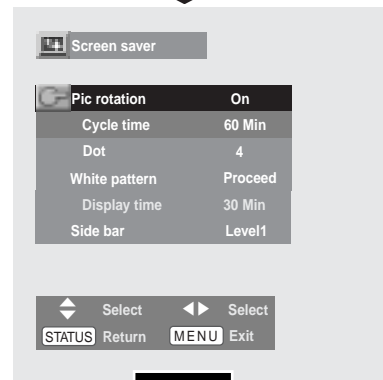 Screen saver
Pic rotation On
Cycle time 60 Min
Dot 4
White pattern Proceed
Display time 30 Min
Side bar Level1
Select Select
STATUS Return MENU Exit